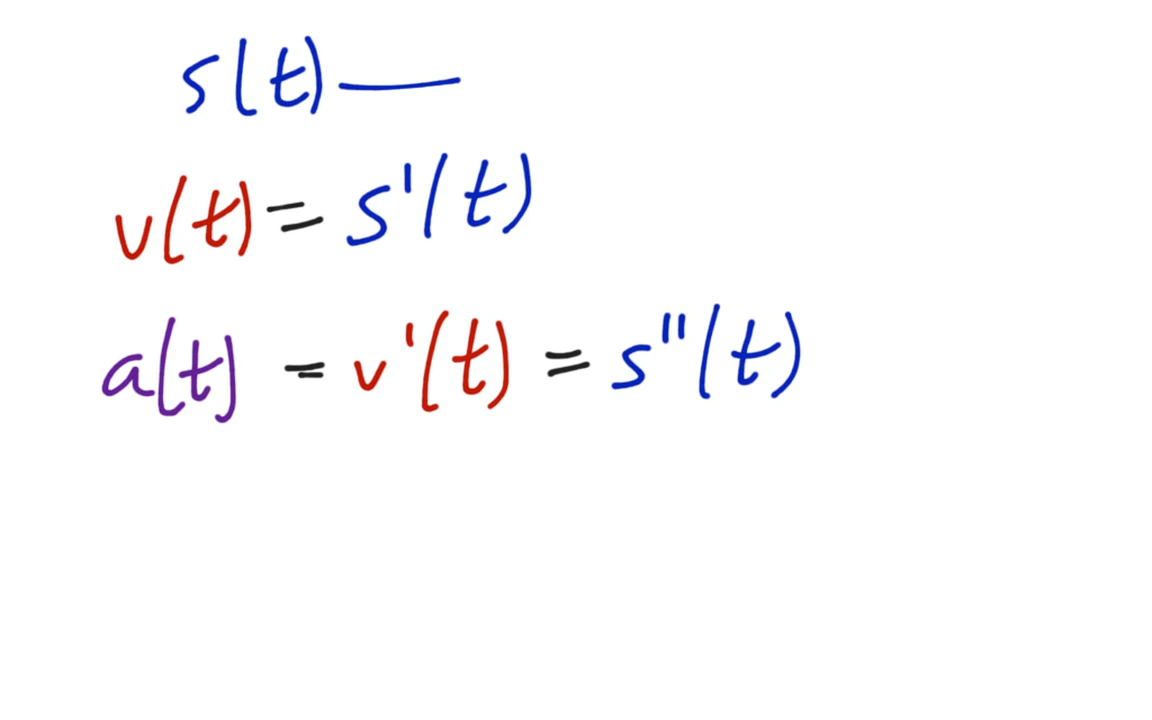 s(t) —
v(t) = s'(t)
a(t) = v'(t) = s''(t)